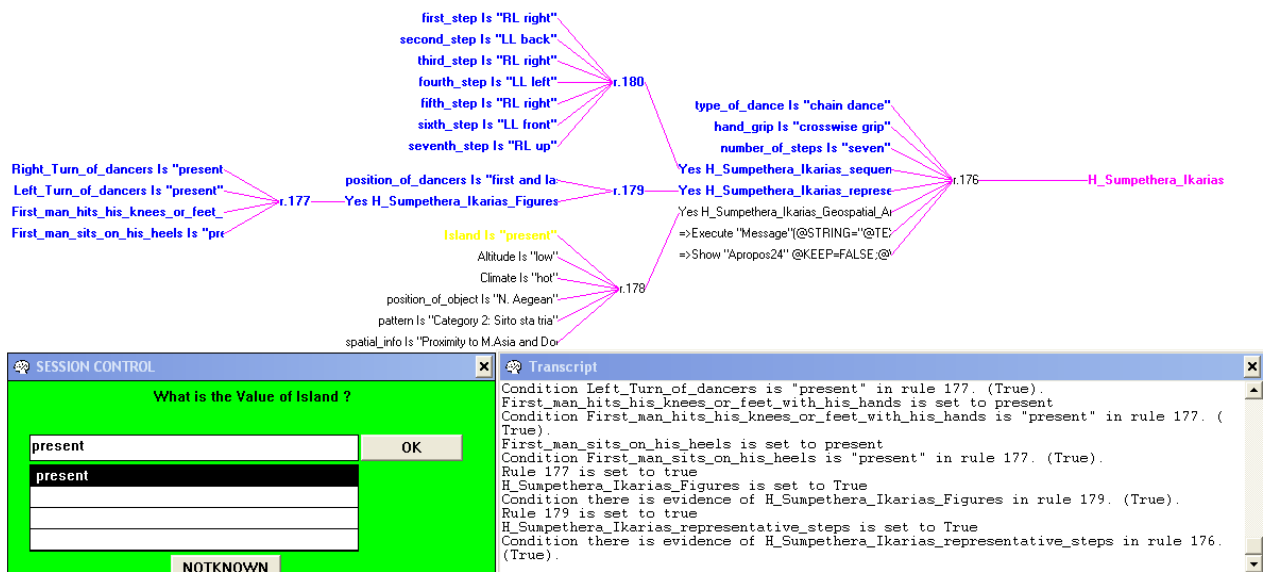 first_step Is "RL right"
second_step Is "LL back"
third_step Is "RL right"
fourth_step Is "LL left"
fifth_step Is "RL right"
sixth_step Is "LL front"
seventh_step Is "RL up"
r.180
type_of_dance Is "chain dance"
hand_grip Is "crosswise grip"
number_of_steps Is "seven"
Yes H_Sumpethera_Ikarias_sequen
Yes H_Sumpethera_Ikarias_represe
Yes H_Sumpethera_Ikarias_Geospatial_Ar
=>Execute "Message"(@STRING="@TEX
=>Show "Apropos24" @KEEP=FALSE;@\
r.176
H_Sumpethera_Ikarias
Right_Turn_of_dancers Is "present
Left_Turn_of_dancers Is "present"
First_man_hits_his_knees_or_feet_
First_man_sits_on_his_heels Is "pre
r.177
position_of_dancers Is "first and la
Yes H_Sumpethera_Ikarias_Figures
r.179
Island Is "present"
Altitude Is "low"
Climate Is "hot"
position_of_object Is "N. Aegean"
pattern Is "Category 2: Sirto sta tria"
spatial_info Is "Proximity to M.Asia and Do
r.178
SESSION CONTROL
What is the Value of Island ?
present
OK
present
NOTKNOWN
Transcript
Condition Left_Turn_of_dancers is "present" in rule 177. (True).
First_man_hits_his_knees_or_feet_with_his_hands is set to present
Condition First_man_hits_his_knees_or_feet_with_his_hands is "present" in rule 177. (
True).
First_man_sits_on_his_heels is set to present
Condition First_man_sits_on_his_heels is "present" in rule 177. (True).
Rule 177 is set to true
H_Sumpethera_Ikarias_Figures is set to True
Condition there is evidence of H_Sumpethera_Ikarias_Figures in rule 179. (True).
Rule 179 is set to true
H_Sumpethera_Ikarias_representative_steps is set to True
Condition there is evidence of H_Sumpethera_Ikarias_representative_steps in rule 176.
(True).